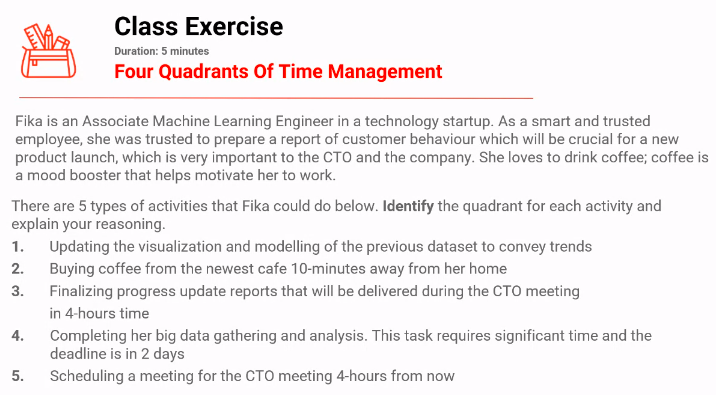 Class Exercise
Duration: 5 minutes
Four Quadrants Of Time Management
Fika is an Associate Machine Learning Engineer in a technology startup. As a smart and trusted
employee, she was trusted to prepare a report of customer behaviour which will be crucial for a new
product launch, which is very important to the CTO and the company. She loves to drink coffee; coffee is
a mood booster that helps motivate her to work.
There are 5 types of activities that Fika could do below. Identify the quadrant for each activity and
explain your reasoning.
1. Updating the visualization and modelling of the previous dataset to convey trends
2. Buying coffee from the newest cafe 10-minutes away from her home
3. Finalizing progress update reports that will be delivered during the CTO meeting
in 4-hours time
4. Completing her big data gathering and analysis. This task requires significant time and the
deadline is in 2 days
5. Scheduling a meeting for the CTO meeting 4-hours from now